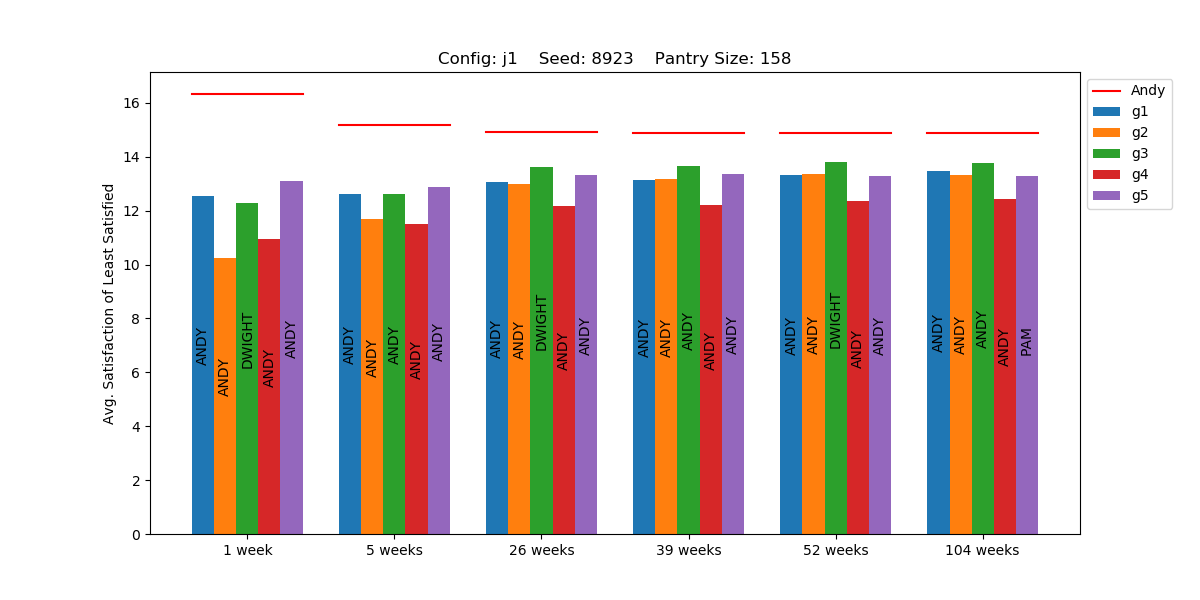 Config: j1    Seed: 8923    Pantry Size: 158
Avg. Satisfaction of Least Satisfied
16
14
12
10
8
6
4
2
0
ANDY
ANDY
DWIGHT
ANDY
ANDY
ANDY
ANDY
ANDY
ANDY
ANDY
ANDY
ANDY
DWIGHT
ANDY
ANDY
ANDY
ANDY
ANDY
ANDY
ANDY
ANDY
ANDY
DWIGHT
ANDY
ANDY
ANDY
ANDY
ANDY
ANDY
PAM
1 week
5 weeks
26 weeks
39 weeks
52 weeks
104 weeks
Andy
g1
g2
g3
g4
g5